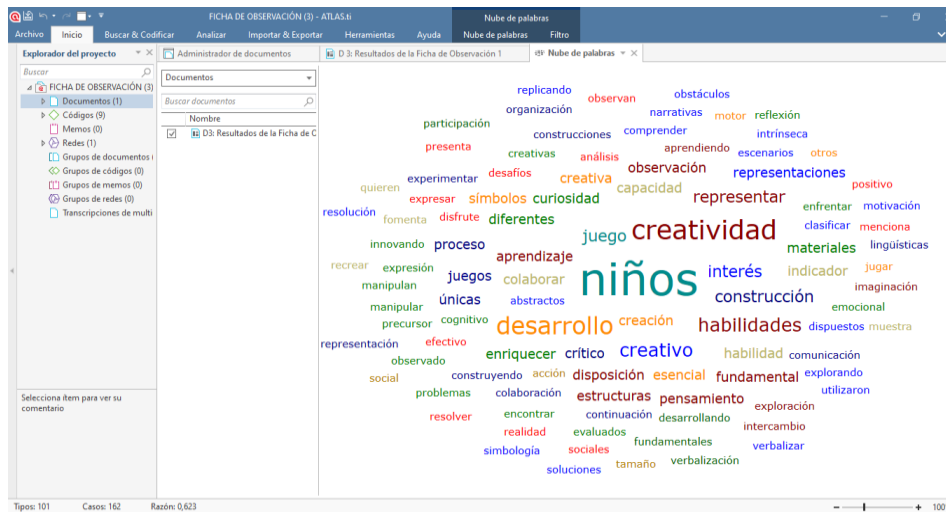 FICHA DE OBSERVACIÓN (3) - ATLAS.ti
Nube de palabras
Archivo Inicio Buscar & Codificar Analizar Importar & Exportar Herramientas Ayuda Nube de palabras Filtro
Explorador del proyecto
Administrador de documentos
D 3: Resultados de la Ficha de Observación 1
Nube de palabras
Buscar
FICHA DE OBSERVACIÓN (3)
Documentos (1)
Códigos (9)
Memos (0)
Redes (1)
Grupos de documentos (
Grupos de códigos (0)
Grupos de memos (0)
Grupos de redes (0)
Transcripciones de multi
Selecciona ítem para ver su
comentario
Documentos
Buscar documentos
Nombre
D3: Resultados de la Ficha de C
replicando
observan
obstáculos
organización
narrativas
motor
reflexión
participación
construcciones
comprender
intrínseca
presenta
creativas
análisis
aprendiendo
escenarios
otros
experimentar
desafíos
creativa
observación
representaciones
quieren
expresar
símbolos
curiosidad
capacidad
representar
positivo
resolución
fomenta
disfrute
diferentes
enfrentar
motivación
juego
creatividad
clasificar
menciona
innovando
proceso
materiales
lingüísticas
recrear
expresión
aprendizaje
niños
interés
indicador
jugar
manipulan
juegos
colaborar
construcción
imaginación
manipular
únicas
abstractos
emocional
precursor
cognitivo
desarrollo
creación
habilidades
dispuestos
muestra
representación
efectivo
enriquecer
crítico
creativo
habilidad
comunicación
observado
social
construyendo
acción
disposición
esencial
fundamental
explorando
utilizaron
problemas
colaboración
estructuras
pensamiento
exploración
resolver
encontrar
continuación
desarrollando
intercambio
realidad
evaluados
fundamentales
verbalizar
simbología
sociales
soluciones
tamaño
verbalización
Tipos: 101 Casos: 162 Razón: 0,623
100